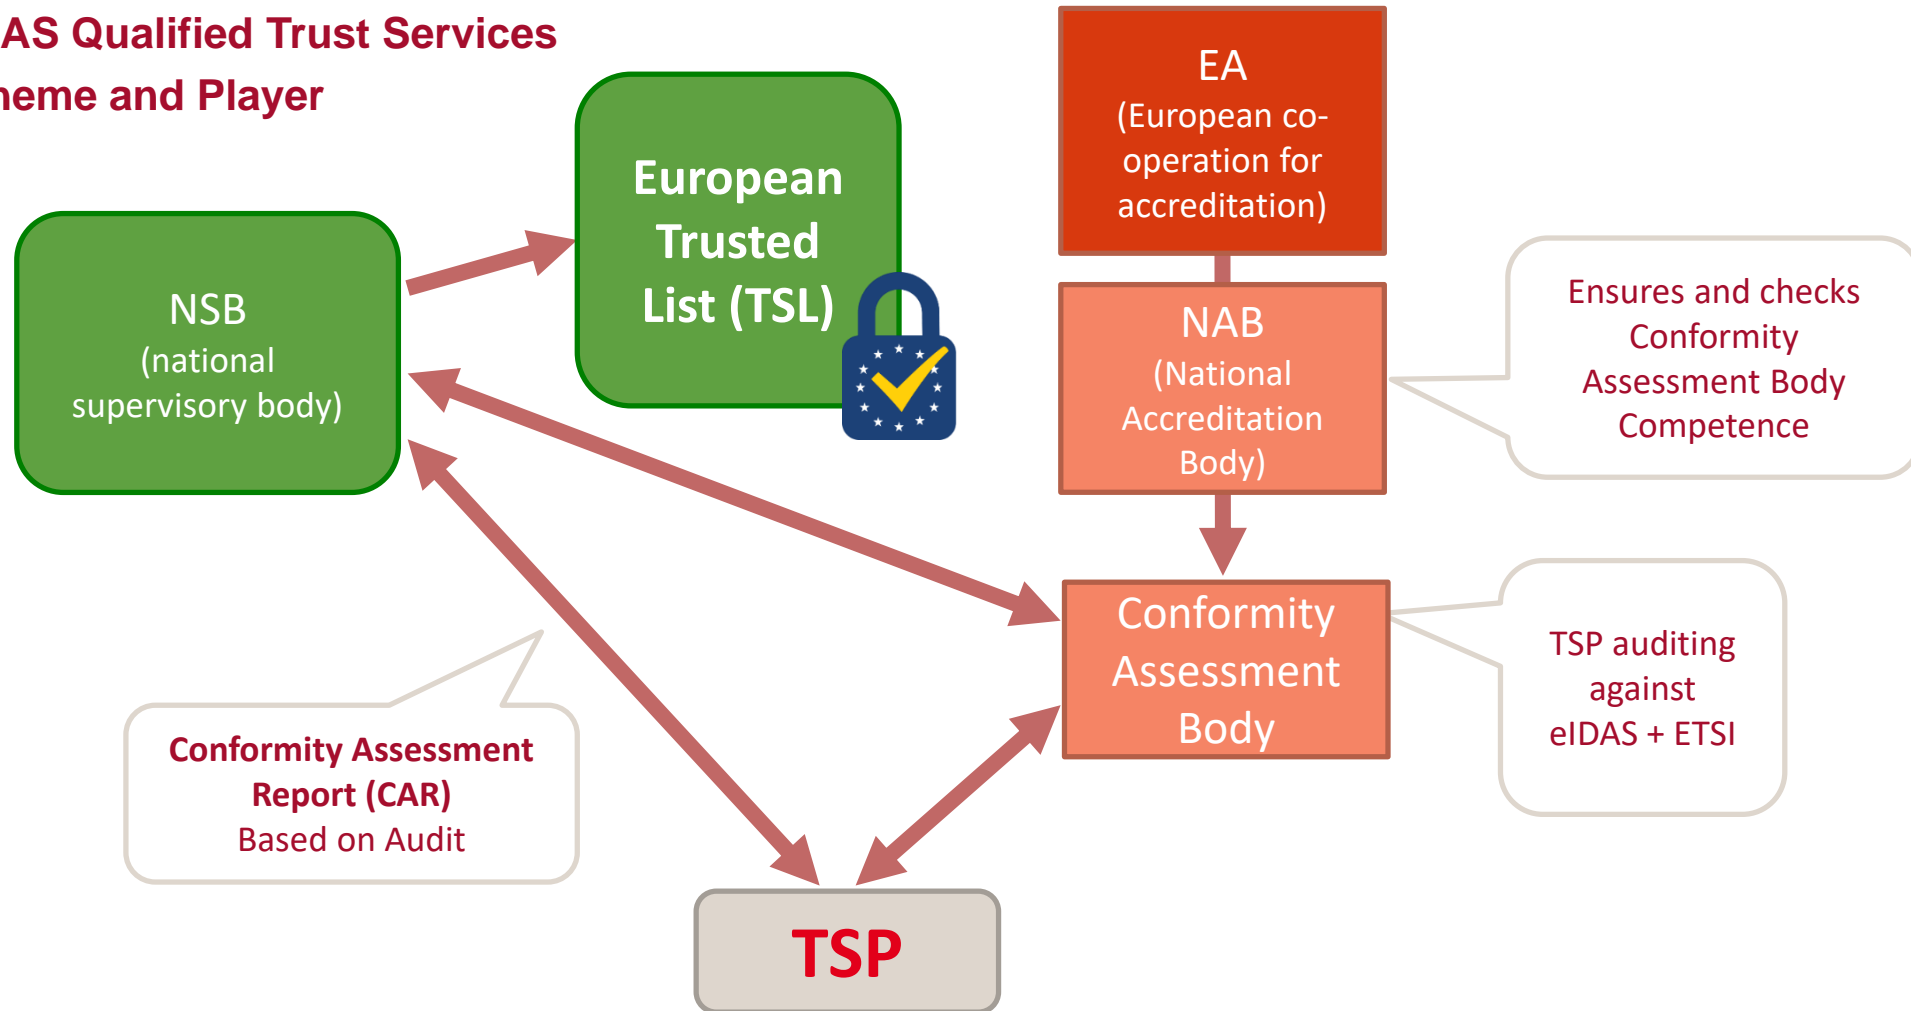 AS Qualified Trust Services
neme and Player
European
Trusted
List (TSL)
EA
(European co-
operation for
accreditation)
NSB
(national
supervisory body)
NAB
(National
Accreditation
Body)
Ensures and checks
Conformity
Assessment Body
Competence
Conformity
Assessment
Body
TSP auditing
against
eIDAS + ETSI
Conformity Assessment
Report (CAR)
Based on Audit
TSP